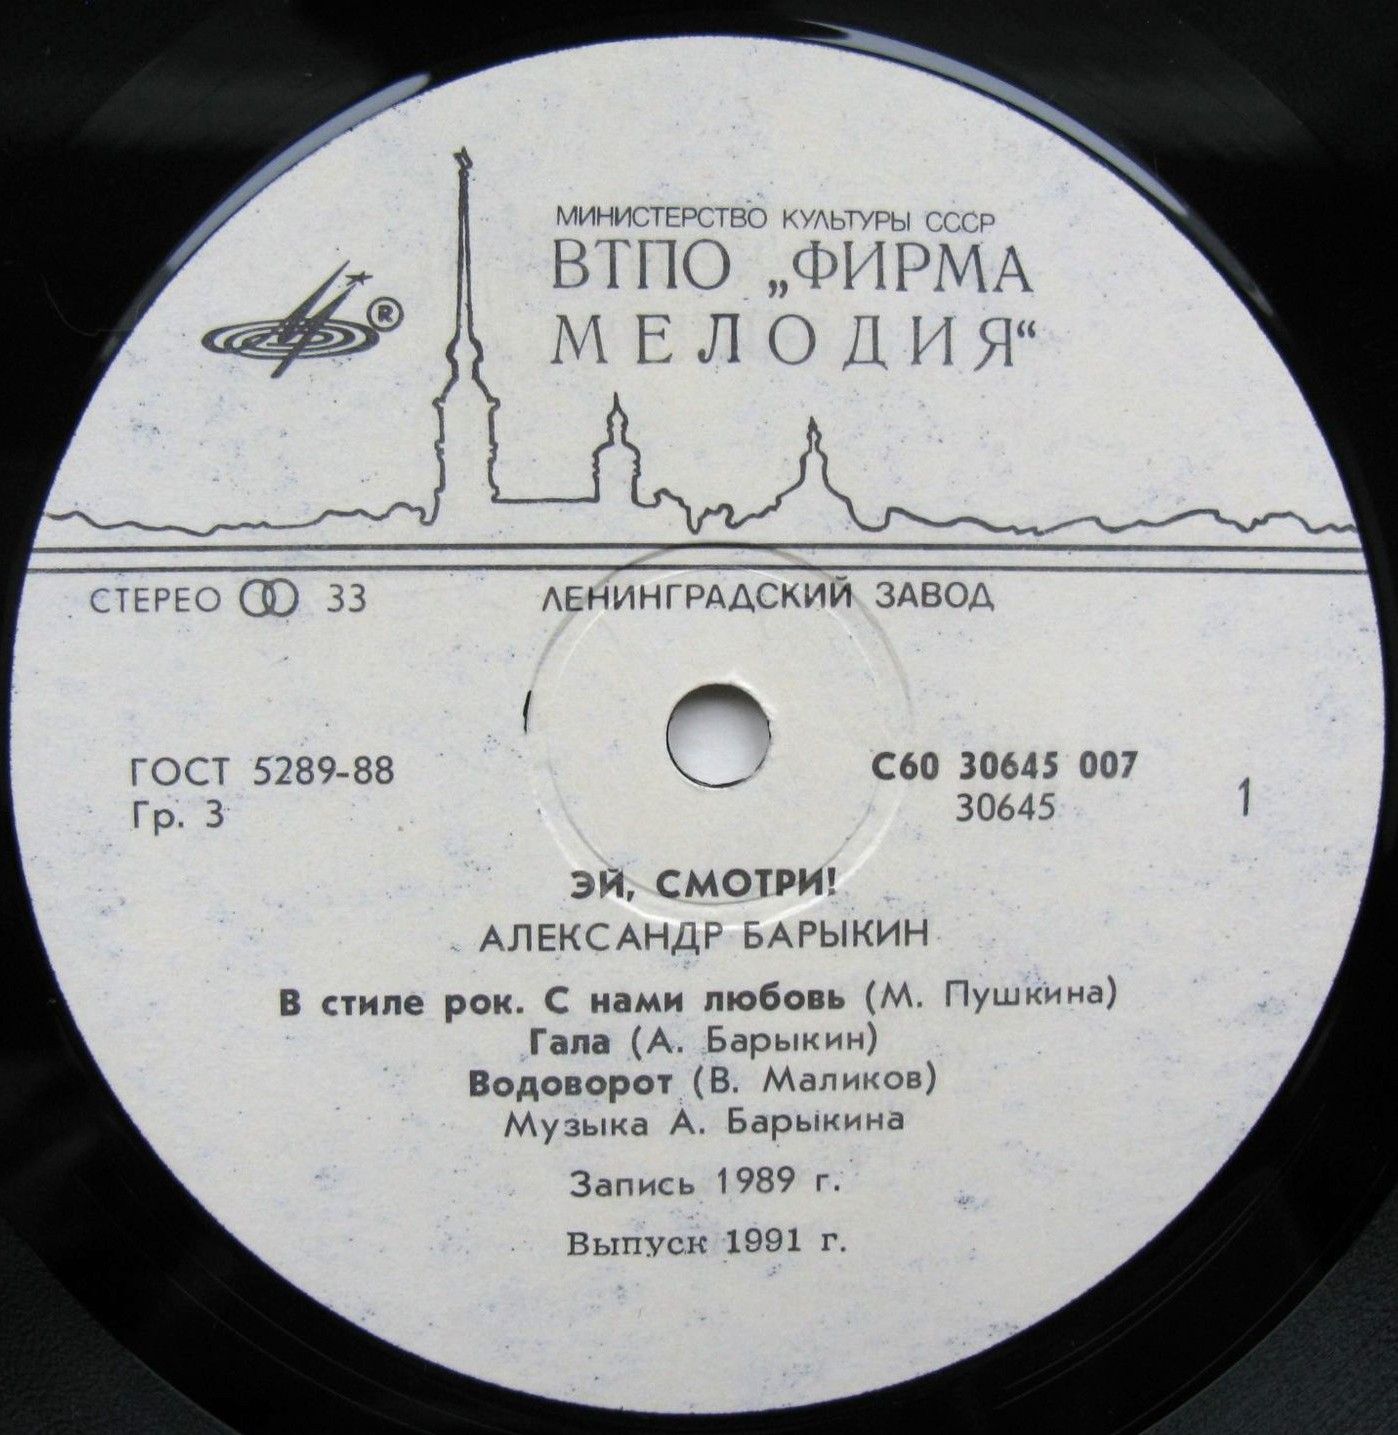 МИНИСТЕРСТВО КУЛЬТУРЫ СССР
ВТПО „ФИРМА
МЕЛОДИЯ“
®
СТЕРЕО 33
ЛЕНИНГРАДСКИЙ ЗАВОД
ГОСТ 5289-88
Гр. 3
С60 30645 007
30645
1
ЭЙ, СМОТРИ!
АЛЕКСАНДР БАРЫКИН
В стиле рок. С нами любовь (М. Пушкина)
Гала (А. Барыкин)
Водоворот (В. Маликов)
Музыка А. Барыкина
Запись 1989 г.
Выпуск 1991 г.